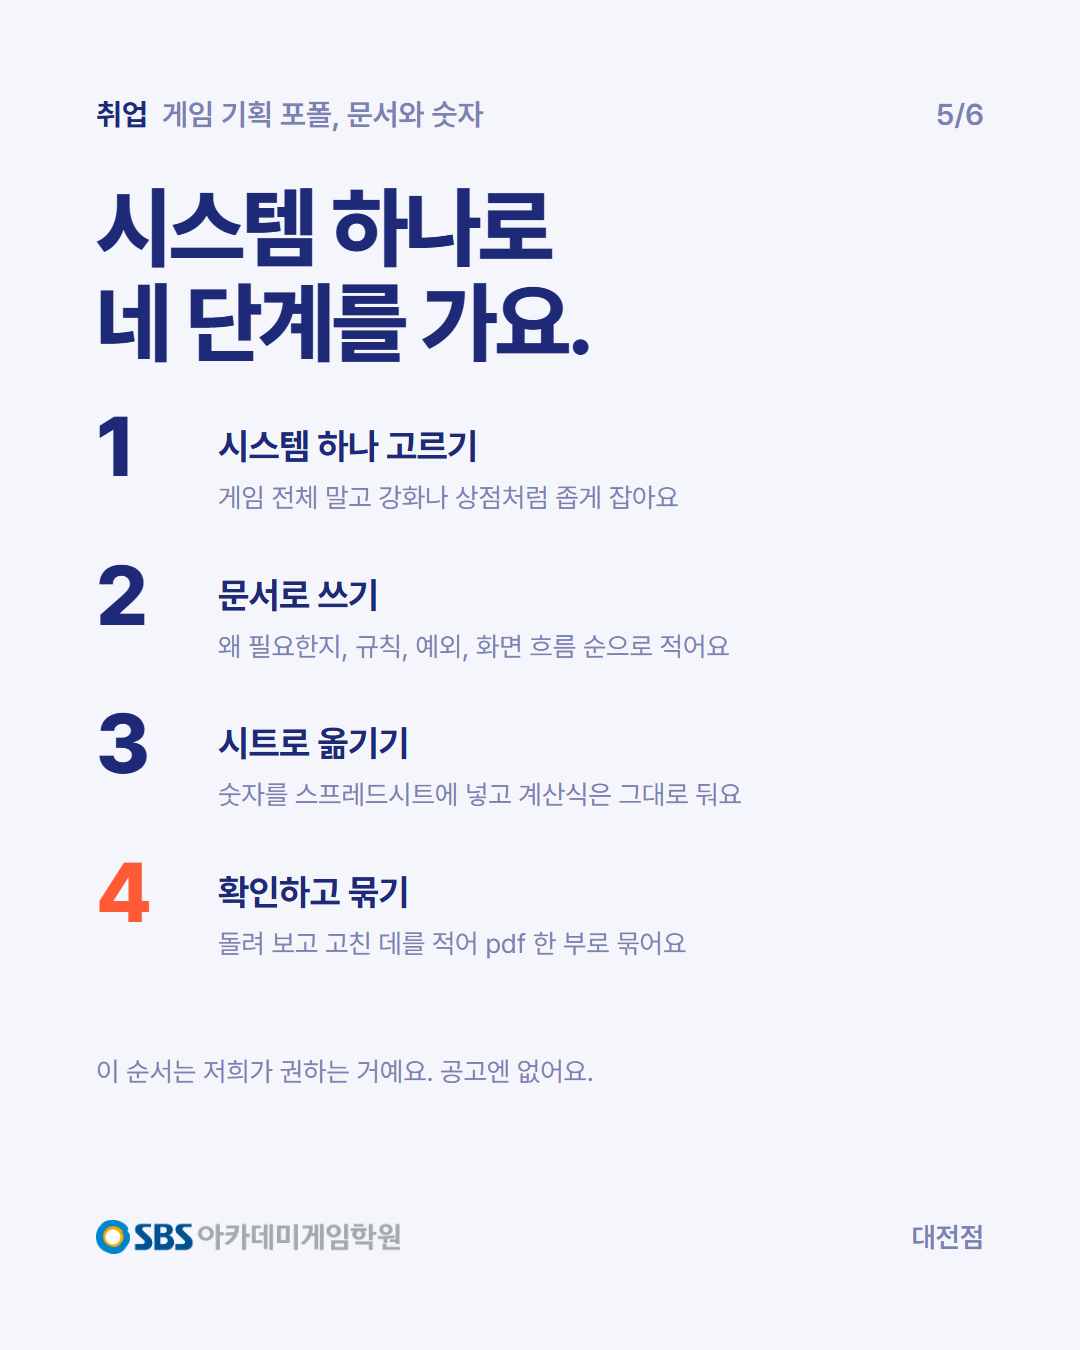 취업 게임 기획 포폴, 문서와 숫자
5/6
시스템 하나로
네 단계를 가요.
1
시스템 하나 고르기
게임 전체 말고 강화나 상점처럼 좁게 잡아요
2
문서로 쓰기
왜 필요한지, 규칙, 예외, 화면 흐름 순으로 적어요
3
시트로 옮기기
숫자를 스프레드시트에 넣고 계산식은 그대로 둬요
4
확인하고 묶기
돌려 보고 고친 데를 적어 pdf 한 부로 묶어요
이 순서는 저희가 권하는 거예요. 공고엔 없어요.
SBS 아카데미게임학원
대전점